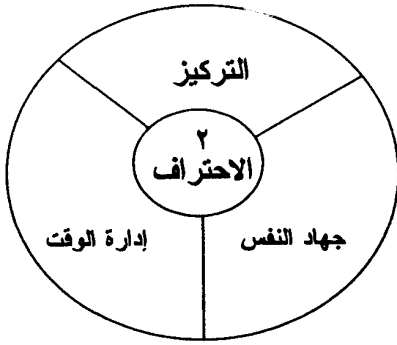 التركيز
٢
الاحتراف
جهاد النفس
إدارة الوقت